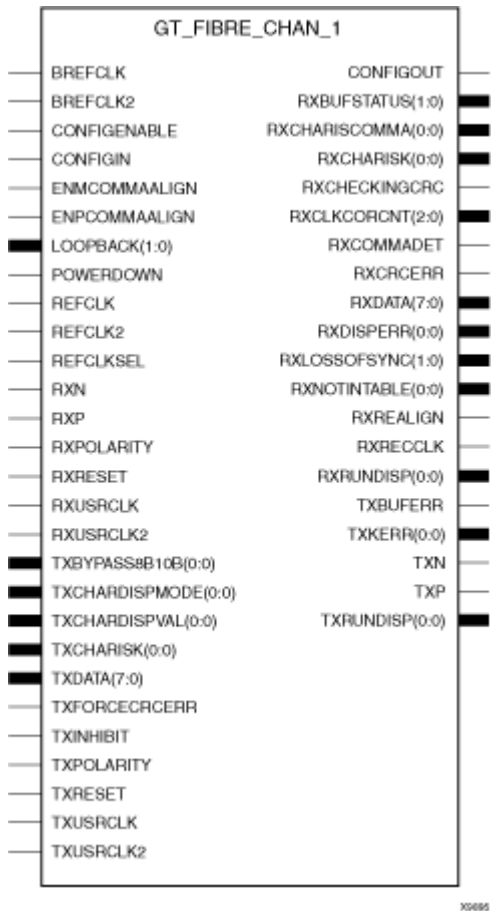 GT_FIBRE_CHAN_1
BREFCLK
BREFCLK2
CONFIGENABLE
CONFIGIN
ENMCOMMAALIGN
ENPCOMMAALIGN
LOOPBACK(1:0)
POWERDOWN
REFCLK
REFCLK2
REFCLKSEL
RXN
RXP
RXPOLARITY
RXRESET
RXUSRCLK
RXUSRCLK2
TXBYPASS8B10B(0:0)
TXCHARDISPMODE(0:0)
TXCHARDISPVAL(0:0)
TXCHARISK(0:0)
TXDATA(7:0)
TXFORCECRCERR
TXINHIBIT
TXPOLARITY
TXRESET
TXUSRCLK
TXUSRCLK2
CONFIGOUT
RXBUFSTATUS(1:0)
RXCHARISCOMMA(0:0)
RXCHARISK(0:0)
RXCHECKINGCRC
RXCLKCORCNT(2:0)
RXCOMMADET
RXCRCERR
RXDATA(7:0)
RXDISPERR(0:0)
RXLOSSOFSYNC(1:0)
RXNOTINTABLE(0:0)
RXREALIGN
RXRECCLK
RXRUNDISP(0:0)
TXBUFERR
TXKERR(0:0)
TXN
TXP
TXRUNDISP(0:0)
X9695